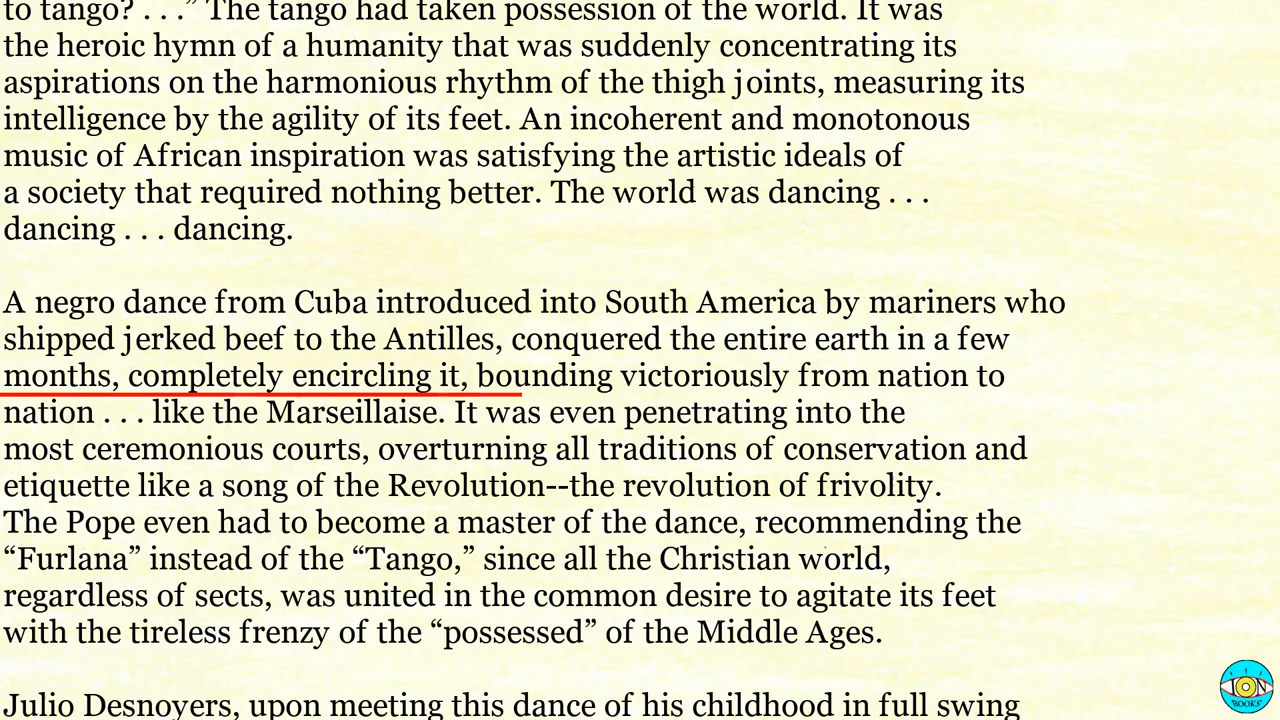 to tango? . . .” The tango had taken possession of the world. It was
the heroic hymn of a humanity that was suddenly concentrating its
aspirations on the harmonious rhythm of the thigh joints, measuring its
intelligence by the agility of its feet. An incoherent and monotonous
music of African inspiration was satisfying the artistic ideals of
a society that required nothing better. The world was dancing . . .
dancing . . . dancing.
A negro dance from Cuba introduced into South America by mariners who
shipped jerked beef to the Antilles, conquered the entire earth in a few
months, completely encircling it, bounding victoriously from nation to
nation . . . like the Marseillaise. It was even penetrating into the
most ceremonious courts, overturning all traditions of conservation and
etiquette like a song of the Revolution--the revolution of frivolity.
The Pope even had to become a master of the dance, recommending the
“Furlana” instead of the “Tango,” since all the Christian world,
regardless of sects, was united in the common desire to agitate its feet
with the tireless frenzy of the “possessed” of the Middle Ages.
Julio Desnoyers, upon meeting this dance of his childhood in full swing
ION
BOOKS